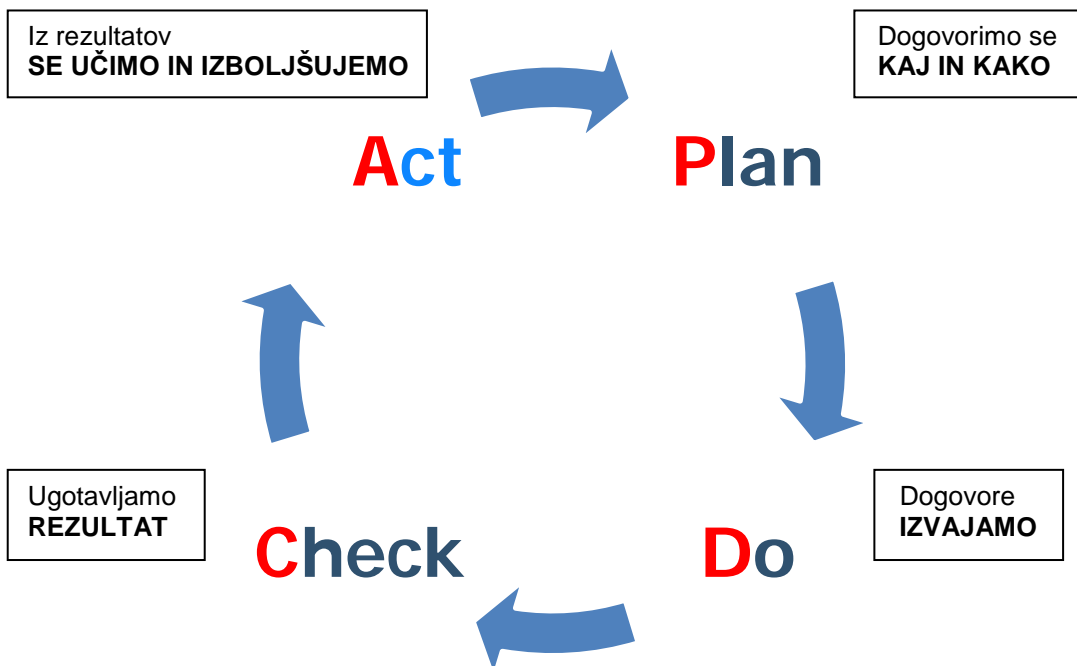 Iz rezultatov
SE UČIMO IN IZBOLJŠUJEMO
Dogovorimo se
KAJ IN KAKO
Act
Plan
Ugotavljamo
REZULTAT
Check
Do
Dogovore
IZVAJAMO